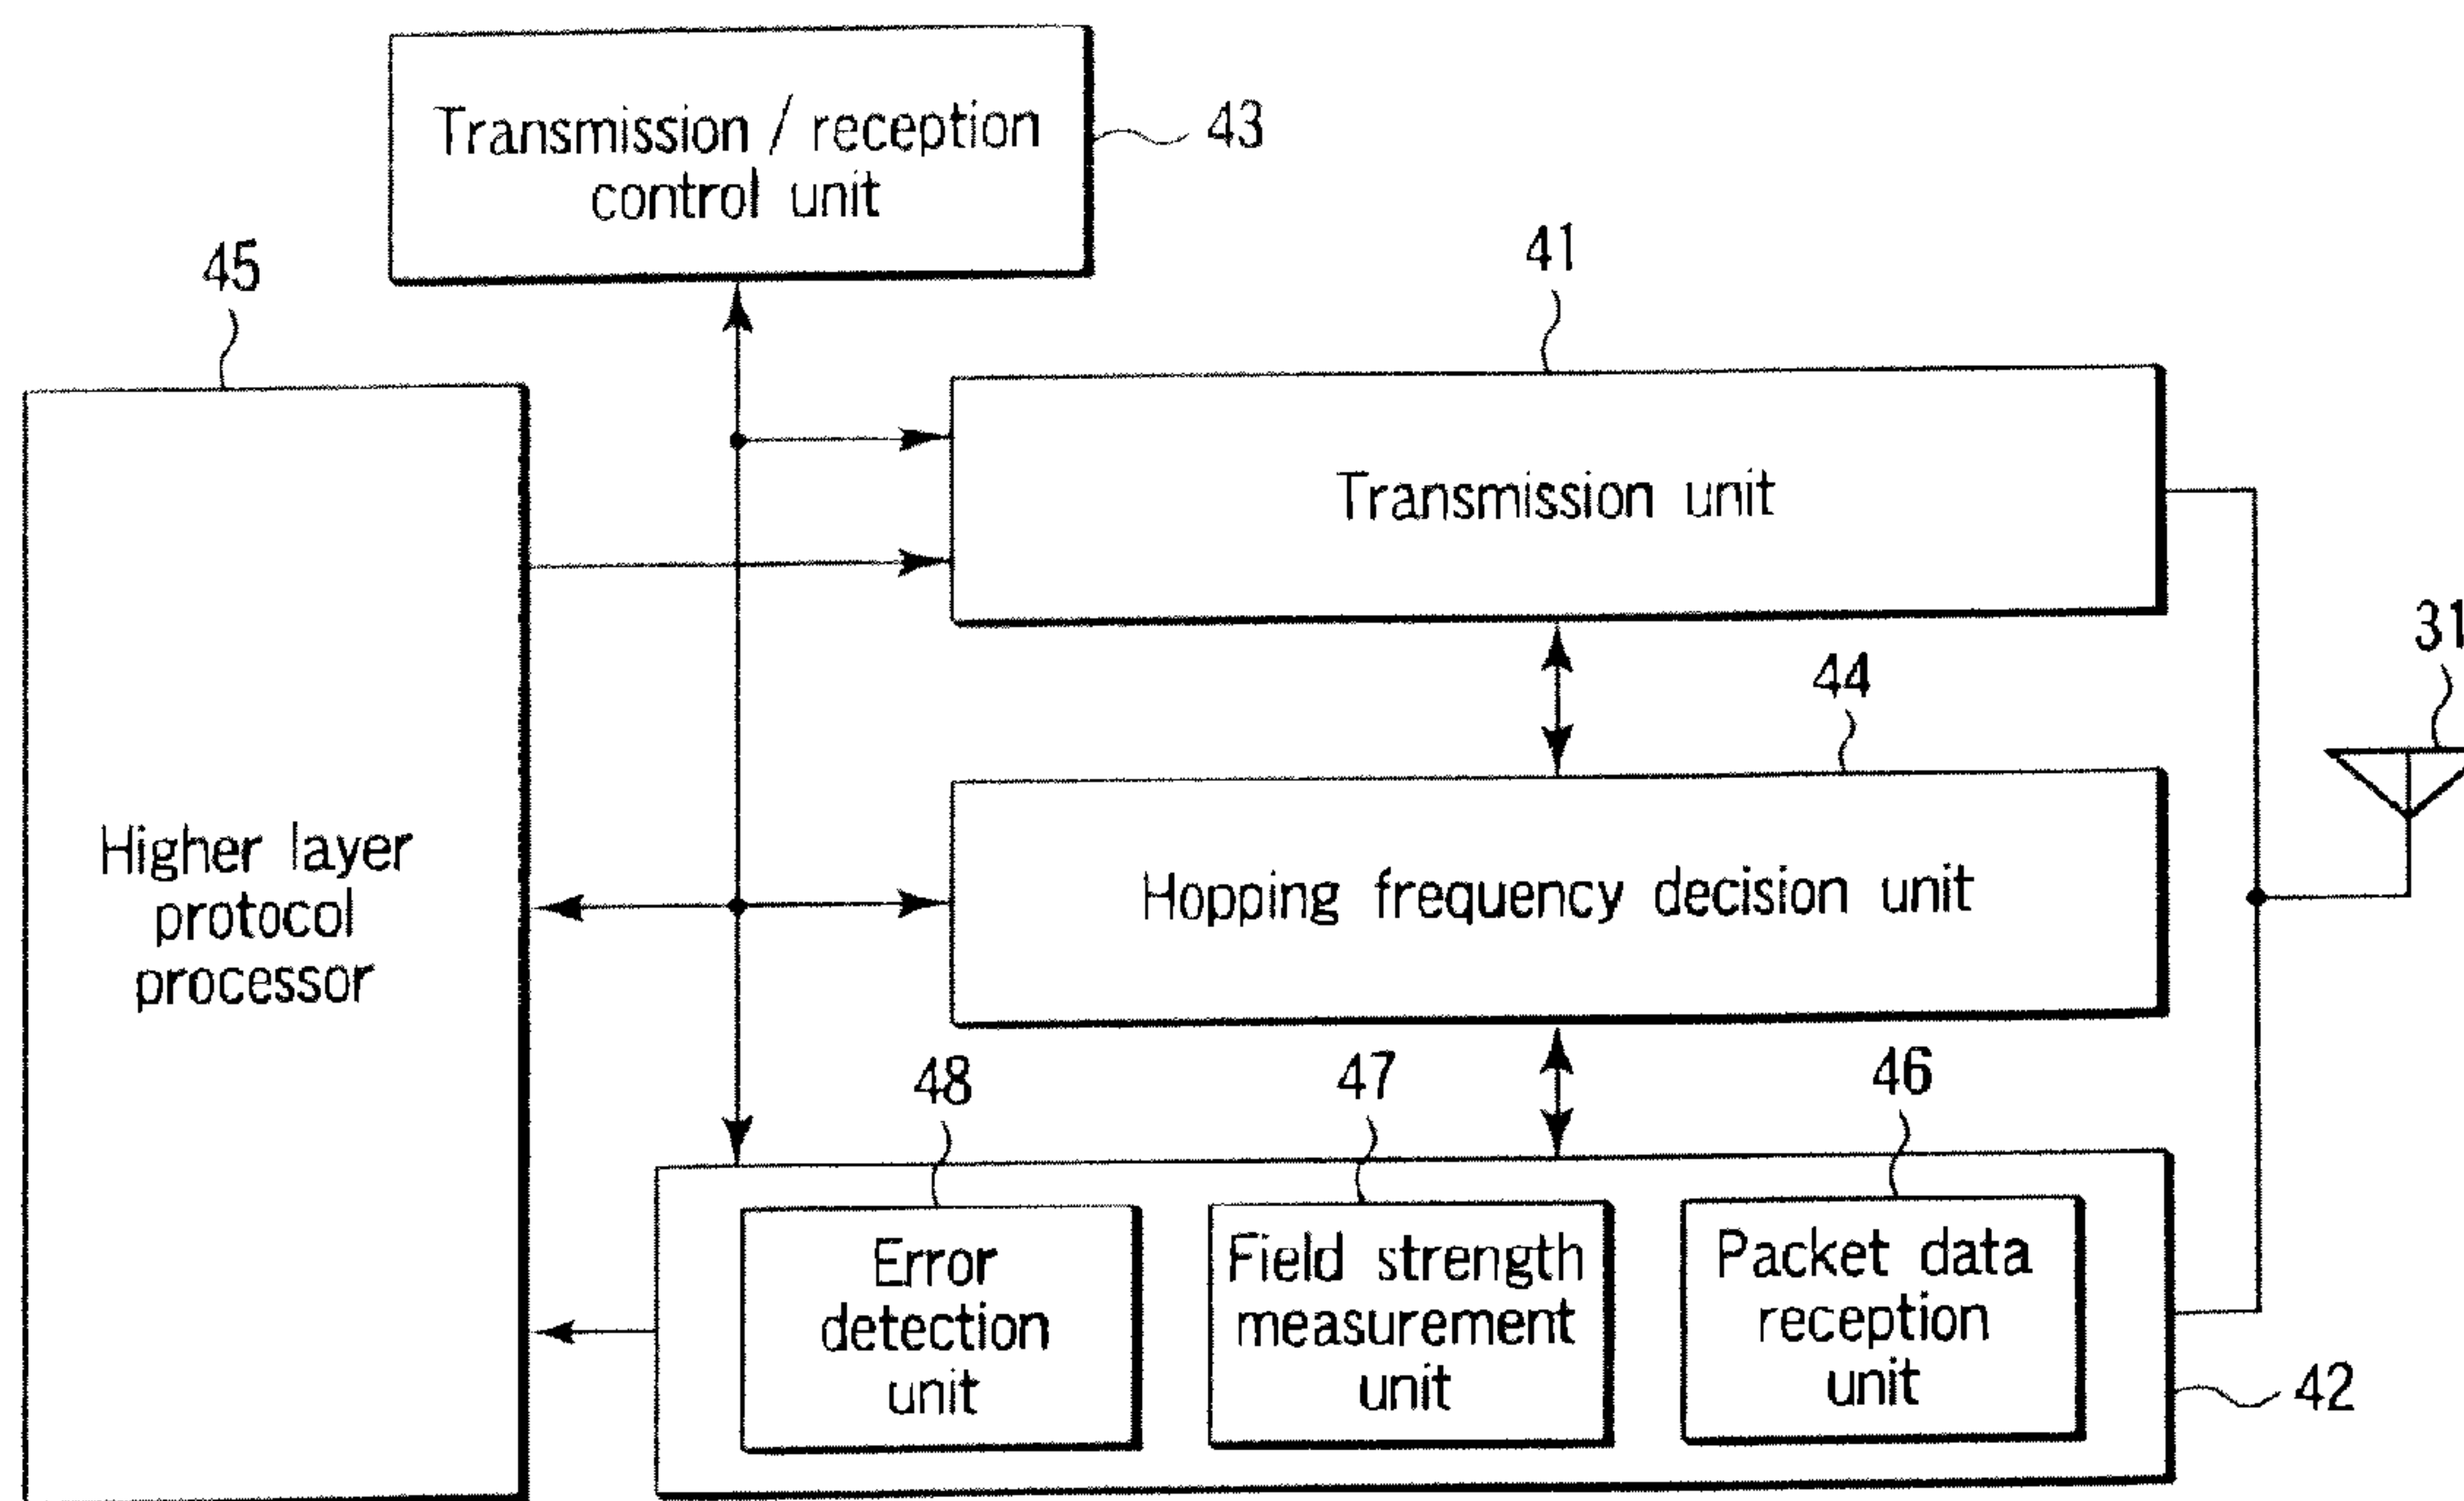 Transmission / reception
control unit
43
45
41
Transmission unit
31
44
Higher layer
protocol
processor
Hopping frequency decision unit
48
47
46
Error
detection
unit
Field strength
measurement
unit
Packet data
reception
unit
42